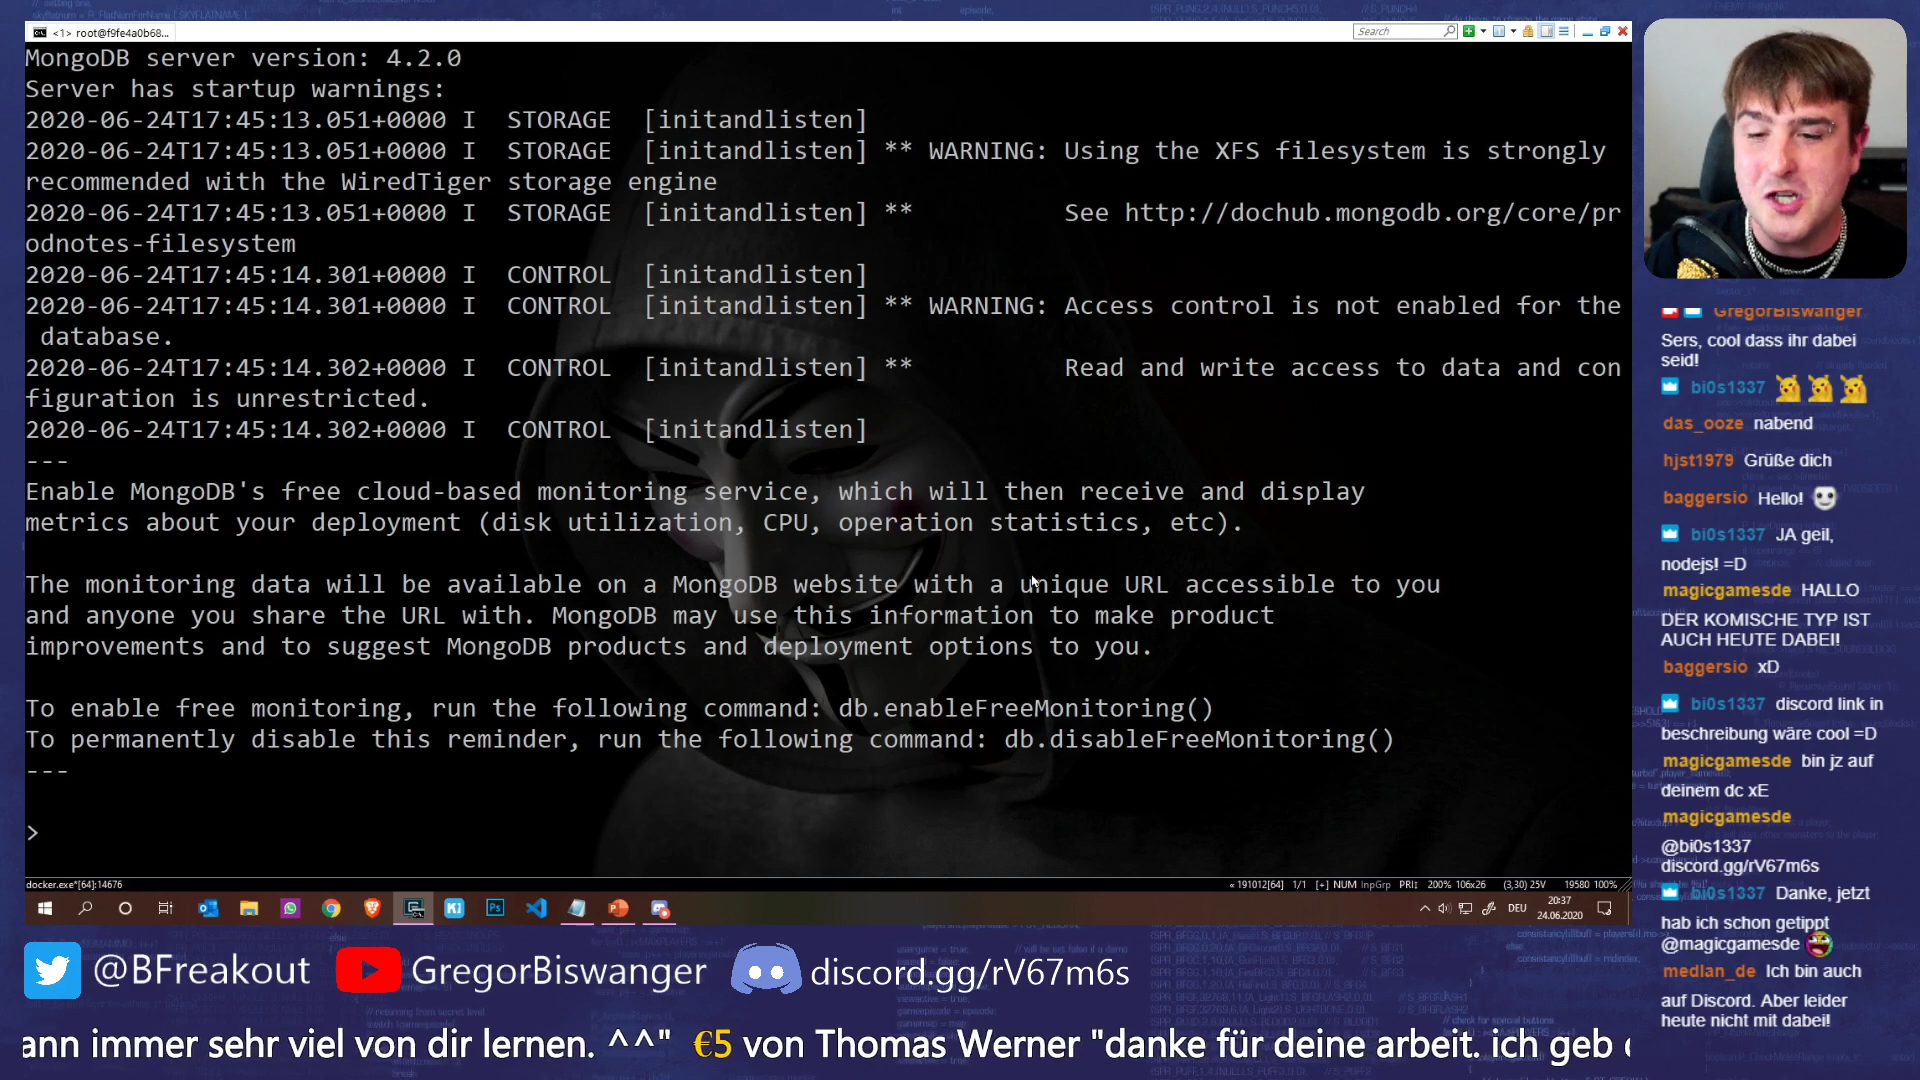 <1> root@f9fe4a0b68...
Search
MongoDB server version: 4.2.0
Server has startup warnings:
2020-06-24T17:45:13.051+0000 I  STORAGE  [initandlisten]
2020-06-24T17:45:13.051+0000 I  STORAGE  [initandlisten] ** WARNING: Using the XFS filesystem is strongly
recommended with the WiredTiger storage engine
2020-06-24T17:45:13.051+0000 I  STORAGE  [initandlisten] **          See http://dochub.mongodb.org/core/pr
odnotes-filesystem
2020-06-24T17:45:14.301+0000 I  CONTROL  [initandlisten]
2020-06-24T17:45:14.301+0000 I  CONTROL  [initandlisten] ** WARNING: Access control is not enabled for the
 database.
2020-06-24T17:45:14.302+0000 I  CONTROL  [initandlisten] **          Read and write access to data and con
figuration is unrestricted.
2020-06-24T17:45:14.302+0000 I  CONTROL  [initandlisten]
---
Enable MongoDB's free cloud-based monitoring service, which will then receive and display
metrics about your deployment (disk utilization, CPU, operation statistics, etc).
The monitoring data will be available on a MongoDB website with a unique URL accessible to you
and anyone you share the URL with. MongoDB may use this information to make product
improvements and to suggest MongoDB products and deployment options to you.
To enable free monitoring, run the following command: db.enableFreeMonitoring()
To permanently disable this reminder, run the following command: db.disableFreeMonitoring()
---
>
docker.exe*[64]:14676
« 191012[64] 1/1 [+] NUM InpGrp PRI↕ 200% 106x26 (3,30) 25V 19580 100%
DEU
20:37
24.06.2020
GregorBiswanger
Sers, cool dass ihr dabei
seid!
bi0s1337
das_ooze nabend
hjst1979 Grüße dich
baggersio Hello!
bi0s1337 JA geil,
nodejs! =D
magicgamesde HALLO
DER KOMISCHE TYP IST
AUCH HEUTE DABEI!
baggersio xD
bi0s1337 discord link in
beschreibung wäre cool =D
magicgamesde bin jz auf
deinem dc xE
magicgamesde
@bi0s1337
discord.gg/rV67m6s
bi0s1337 Danke, jetzt
hab ich schon getippt
@magicgamesde
medlan_de Ich bin auch
auf Discord. Aber leider
heute nicht mit dabei!
@BFreakout
GregorBiswanger
discord.gg/rV67m6s
ann immer sehr viel von dir lernen. ^^" €5 von Thomas Werner "danke für deine arbeit. ich geb